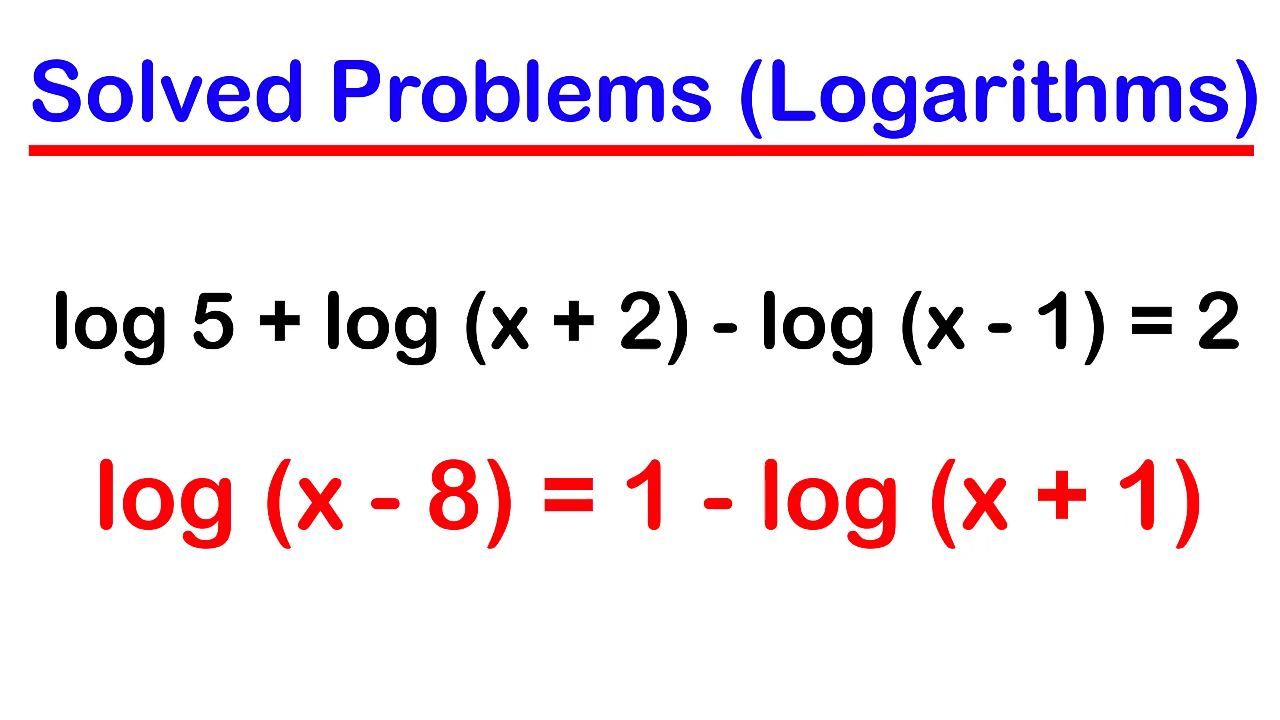 Solved Problems (Logarithms)
log 5 + log (x + 2) - log (x - 1) = 2
log (x - 8) = 1 - log (x + 1)